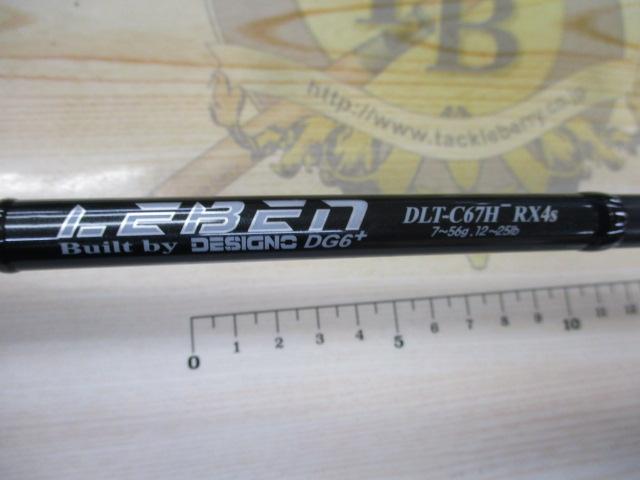 TB
http://www.tackleberry.co.jp
LEBEN
Built by DESIGNO DG6+
DLT-C67H⁻ RX4s
7~56g . 12~25lb
0 1 2 3 4 5 6 7 8 9 10 11